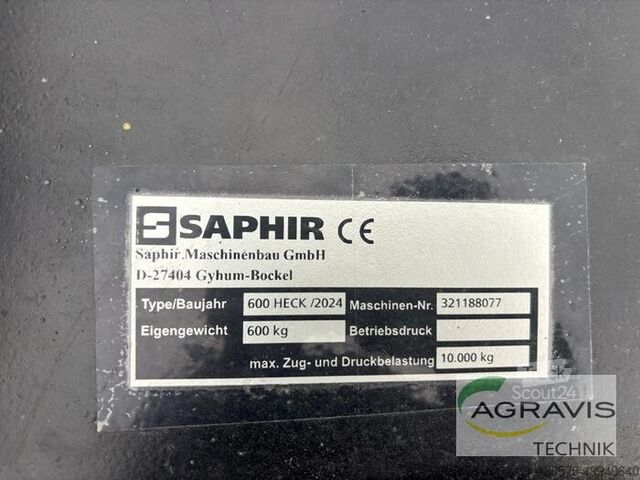 SAPHIR CE
Saphir Maschinenbau GmbH
D-27404 Gyhum-Bockel
Type/Baujahr 600 HECK /2024 Maschinen-Nr. 321188077
Eigengewicht 600 kg Betriebsdruck
max. Zug- und Druckbelastung 10.000 kg
Truck
Scout24
AGRAVIS
TECHNIK